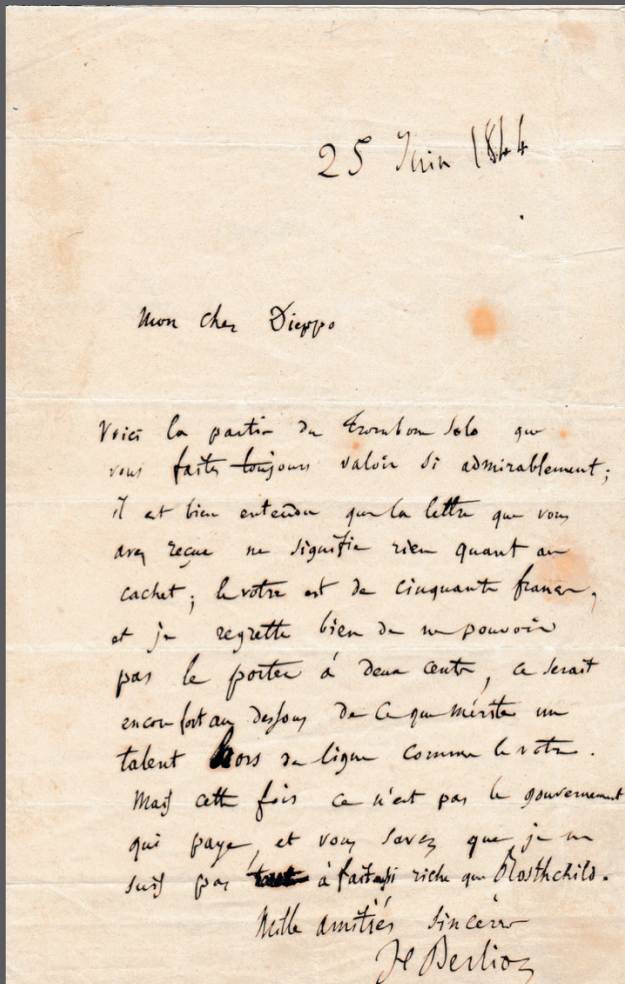 25 Juin 1844
Mon cher Dieppo
Voici la partie du Trombone Solo que
vous faites toujours valoir si admirablement;
il est bien entendu que la lettre que vous
avez reçue ne signifie rien quant au
cachet; le votre est de cinquante francs,
et je regrette bien de ne pouvoir
pas le porter à deux cents, ce serait
encore fort au dessous de ce que mérite un
talent hors de ligne comme le votre.
Mais cette fois ce n'est pas le gouvernement
qui paye, et vous savez que je ne
suis pas tout à fait aussi riche que Rosthchild.
Mille amitiés sincères
H Berlioz